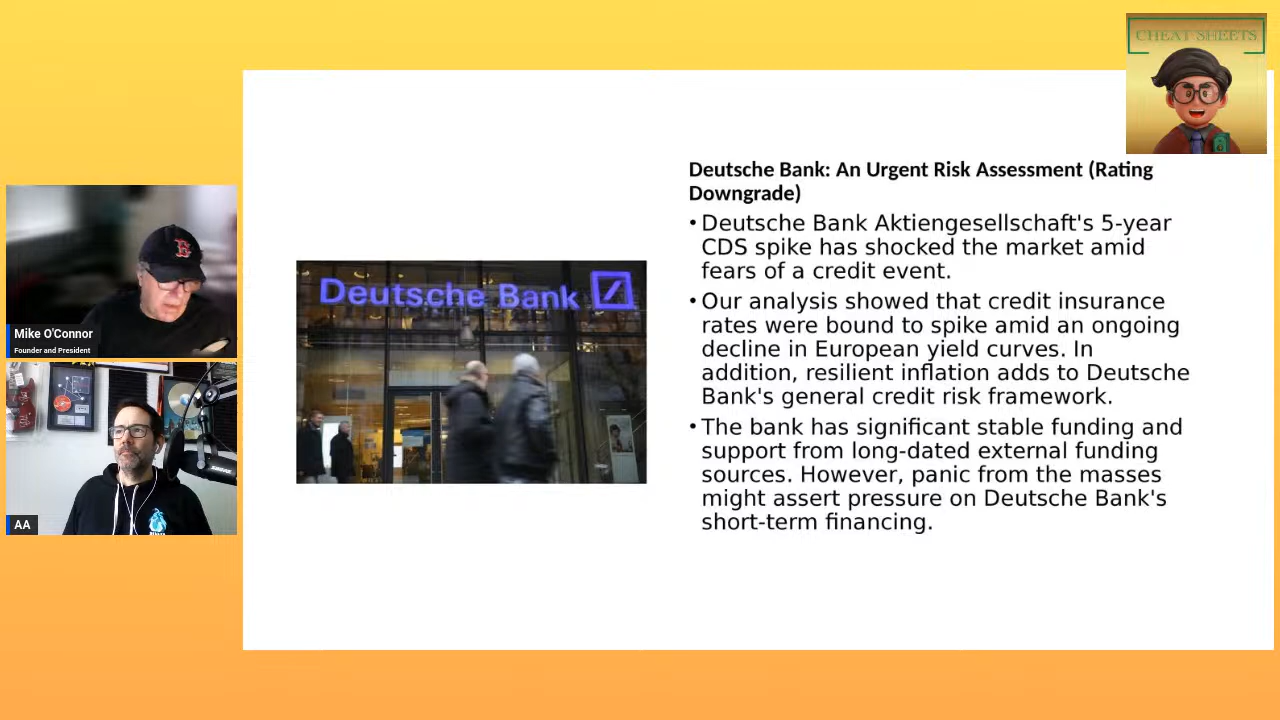 CHEAT SHEETS
Deutsche Bank: An Urgent Risk Assessment (Rating
Downgrade)
• Deutsche Bank Aktiengesellschaft's 5-year
CDS spike has shocked the market amid
fears of a credit event.
• Our analysis showed that credit insurance
rates were bound to spike amid an ongoing
decline in European yield curves. In
addition, resilient inflation adds to Deutsche
Bank's general credit risk framework.
• The bank has significant stable funding and
support from long-dated external funding
sources. However, panic from the masses
might assert pressure on Deutsche Bank's
short-term financing.
Deutsche Bank
Mike O'Connor
Founder and President
AA